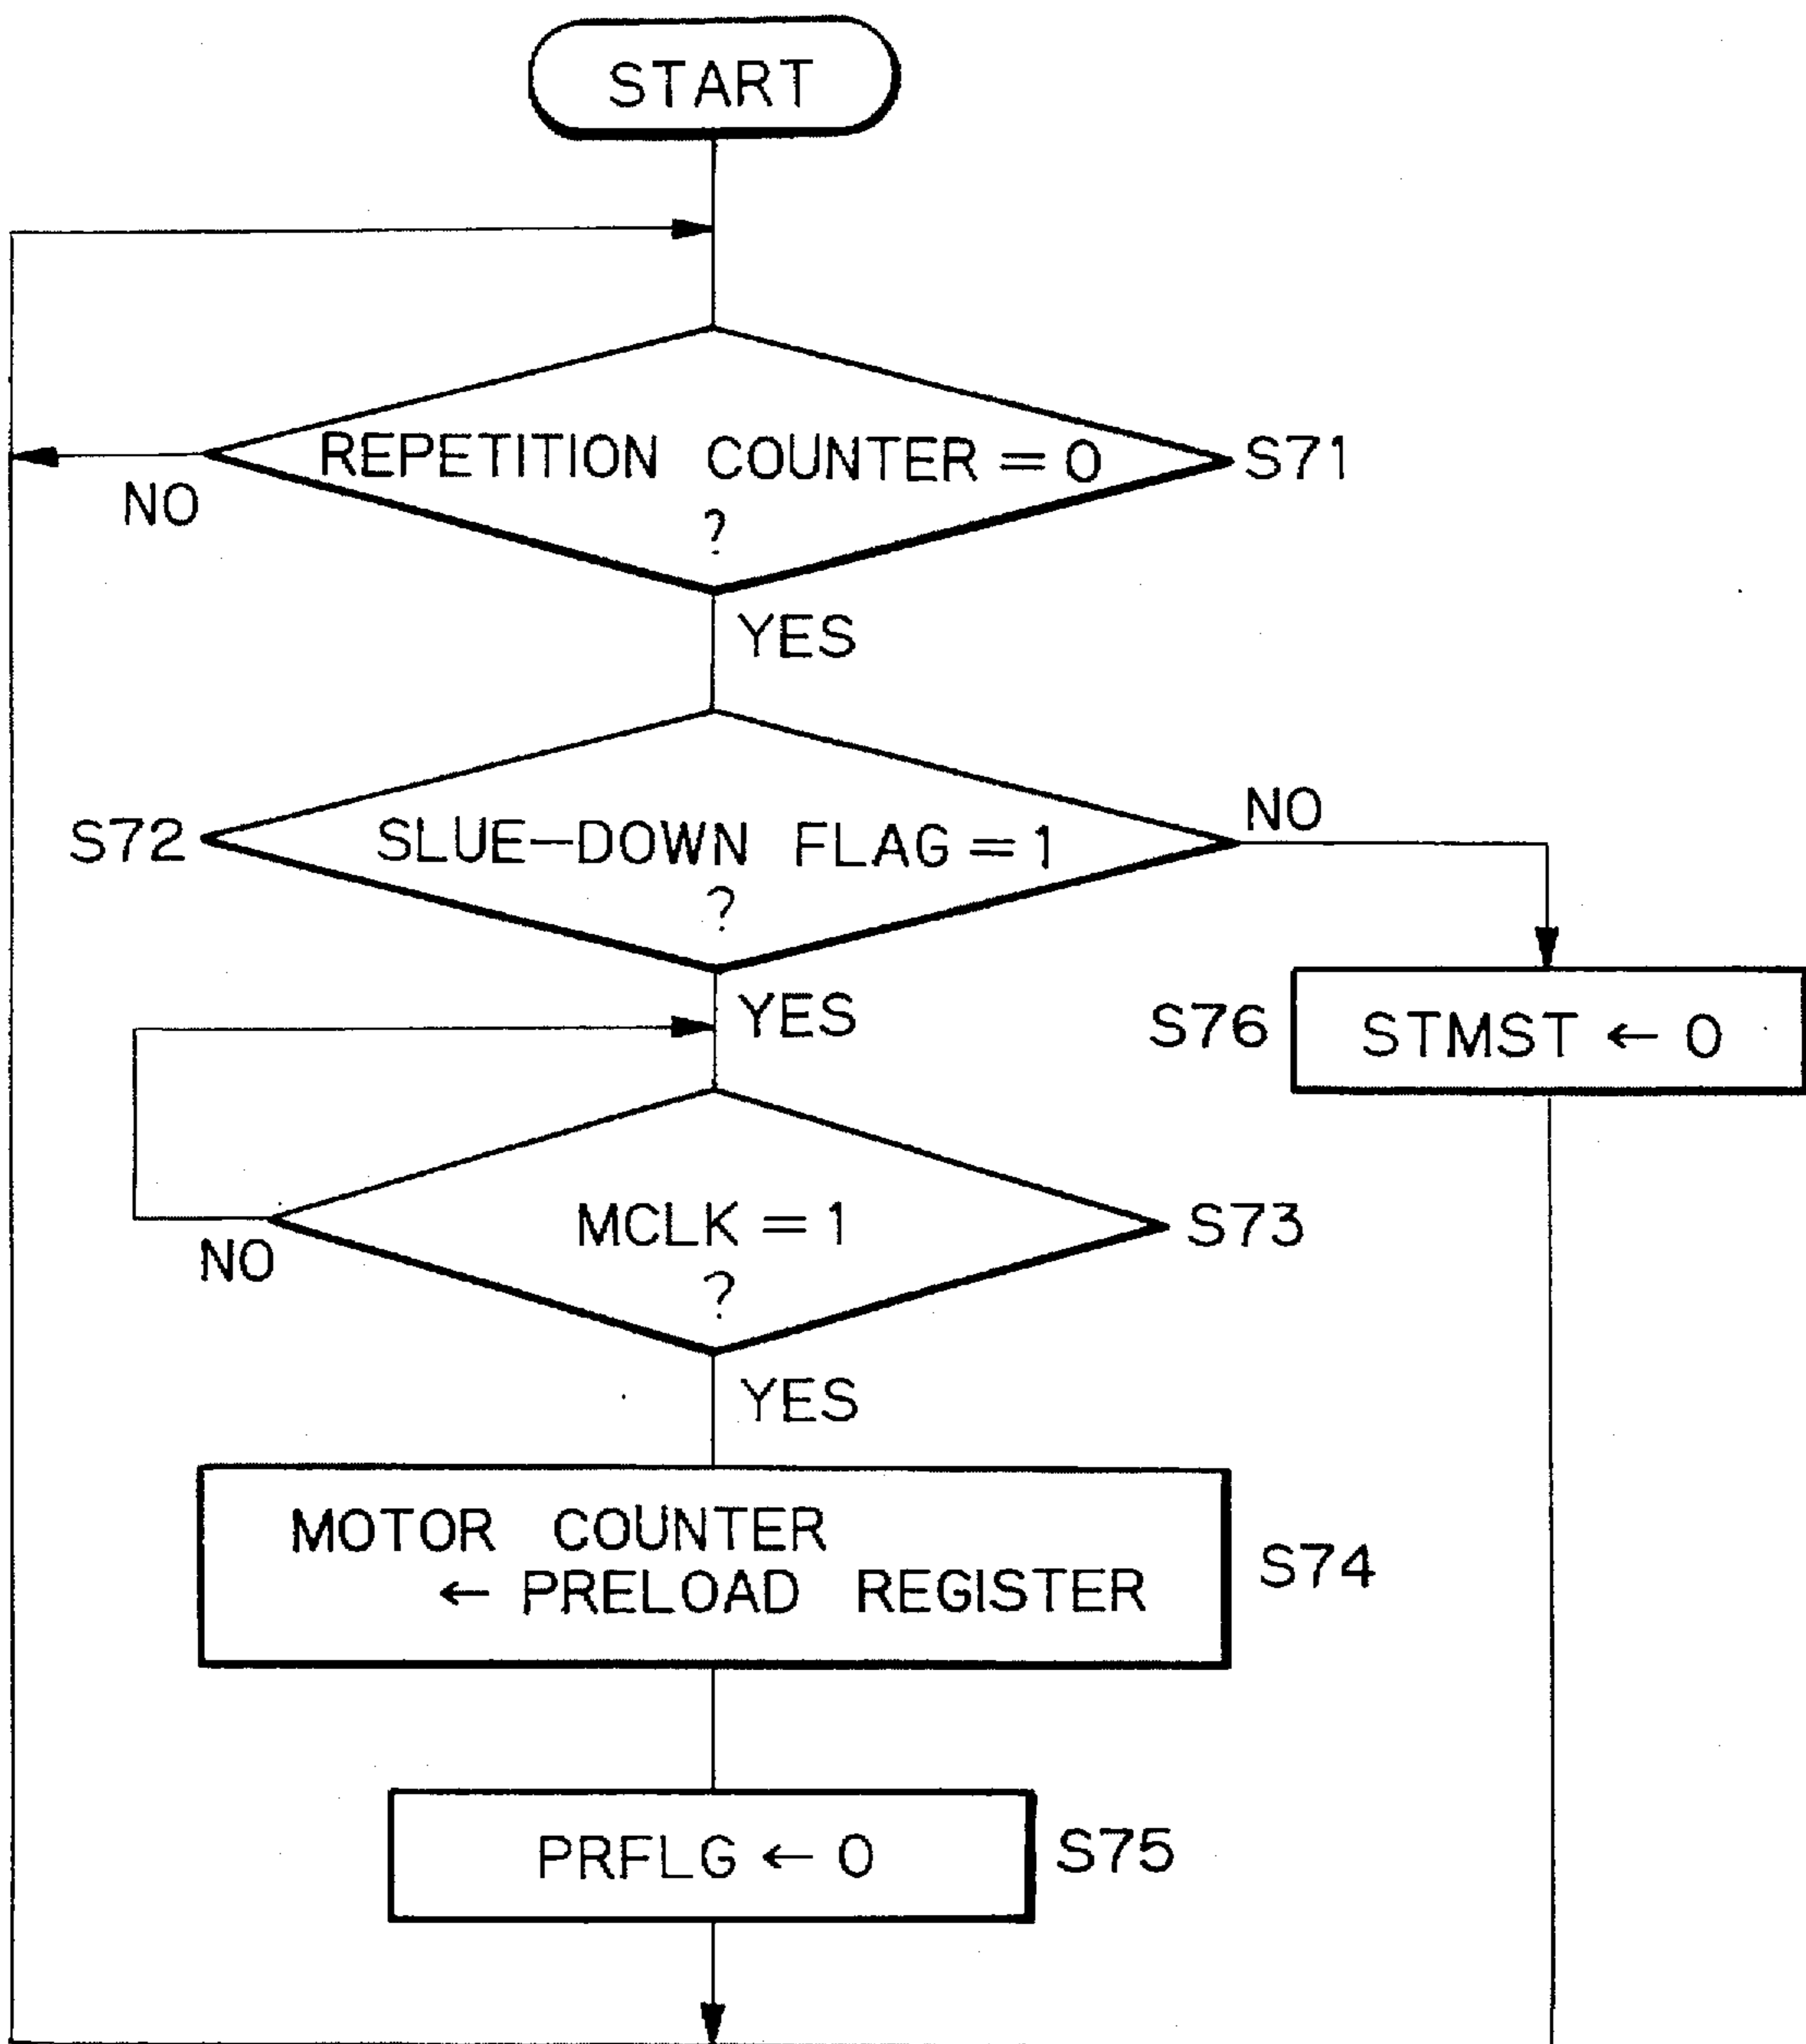 START
REPETITION COUNTER = 0
?
S71
NO
YES
S72
SLUE-DOWN FLAG = 1
?
NO
YES
S76
STMST ← 0
MCLK = 1
?
S73
NO
YES
MOTOR COUNTER
← PRELOAD REGISTER
S74
PRFLG ← 0
S75